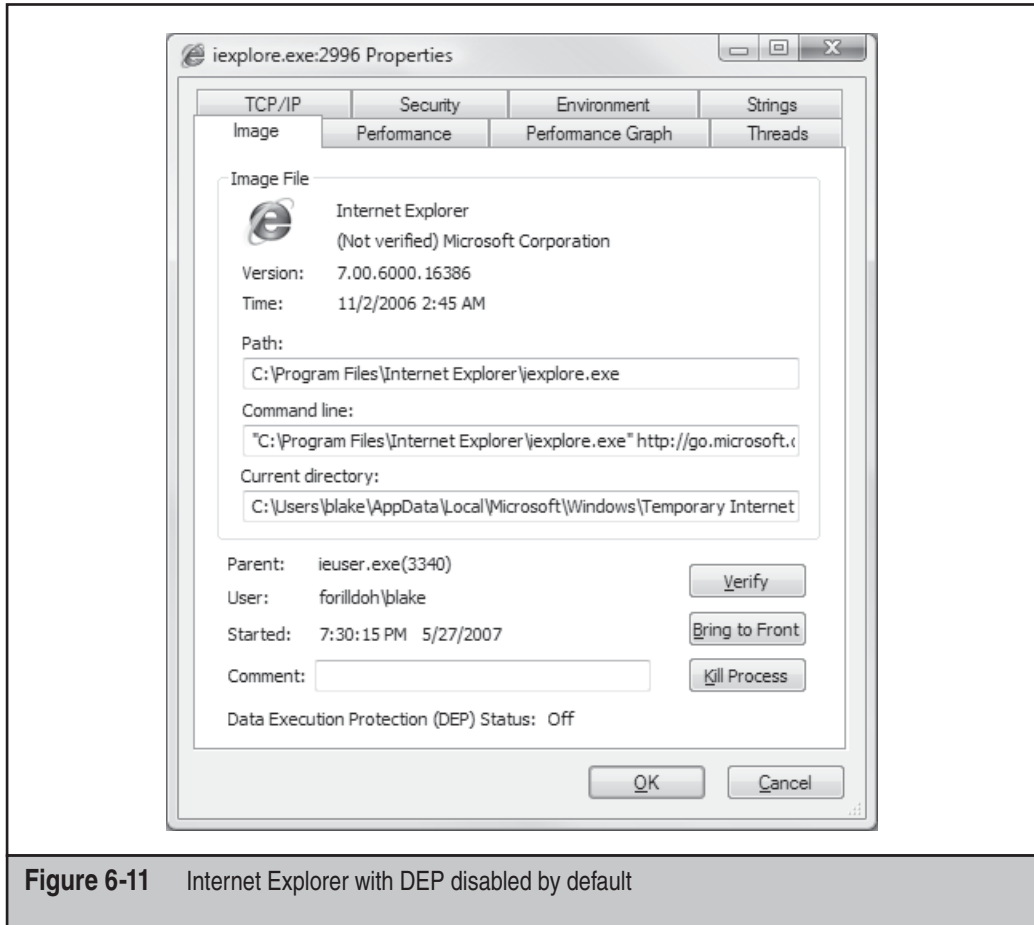 iexplore.exe:2996 Properties
TCP/IP Security Environment Strings
Image Performance Performance Graph Threads
Image File
Internet Explorer
(Not verified) Microsoft Corporation
Version: 7.00.6000.16386
Time: 11/2/2006 2:45 AM
Path:
C:\Program Files\Internet Explorer\iexplore.exe
Command line:
"C:\Program Files\Internet Explorer\iexplore.exe" http://go.microsoft.c
Current directory:
C:\Users\blake\AppData\Local\Microsoft\Windows\Temporary Internet
Parent: ieuser.exe(3340)
Verify
User: forilldoh\blake
Started: 7:30:15 PM 5/27/2007
Bring to Front
Comment:
Kill Process
Data Execution Protection (DEP) Status: Off
OK Cancel
Figure 6-11 Internet Explorer with DEP disabled by default